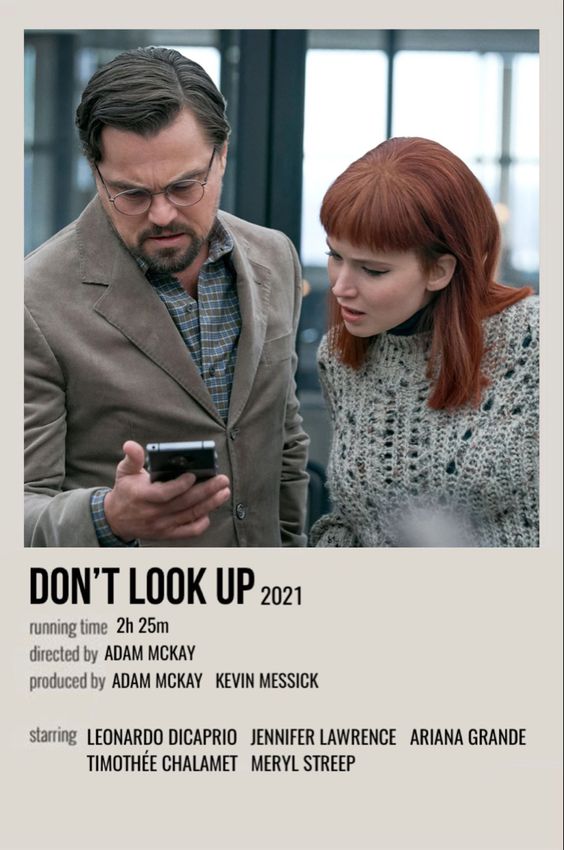 DON’T LOOK UP 2021
running time 2h 25m
directed by ADAM MCKAY
produced by ADAM MCKAY KEVIN MESSICK
starring LEONARDO DICAPRIO JENNIFER LAWRENCE ARIANA GRANDE
TIMOTHÉE CHALAMET MERYL STREEP